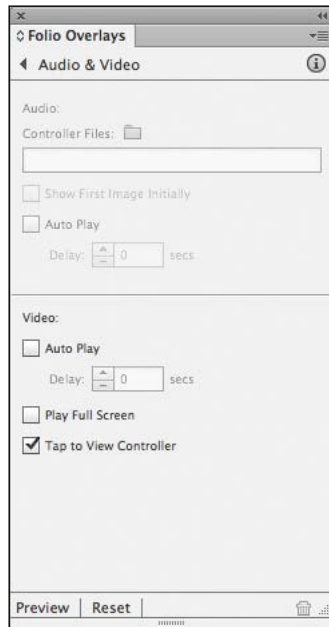 Folio Overlays
Audio & Video
Audio:
Controller Files:
Show First Image Initially
Auto Play
Delay: 0 secs
Video:
Auto Play
Delay: 0 secs
Play Full Screen
Tap to View Controller
Preview Reset